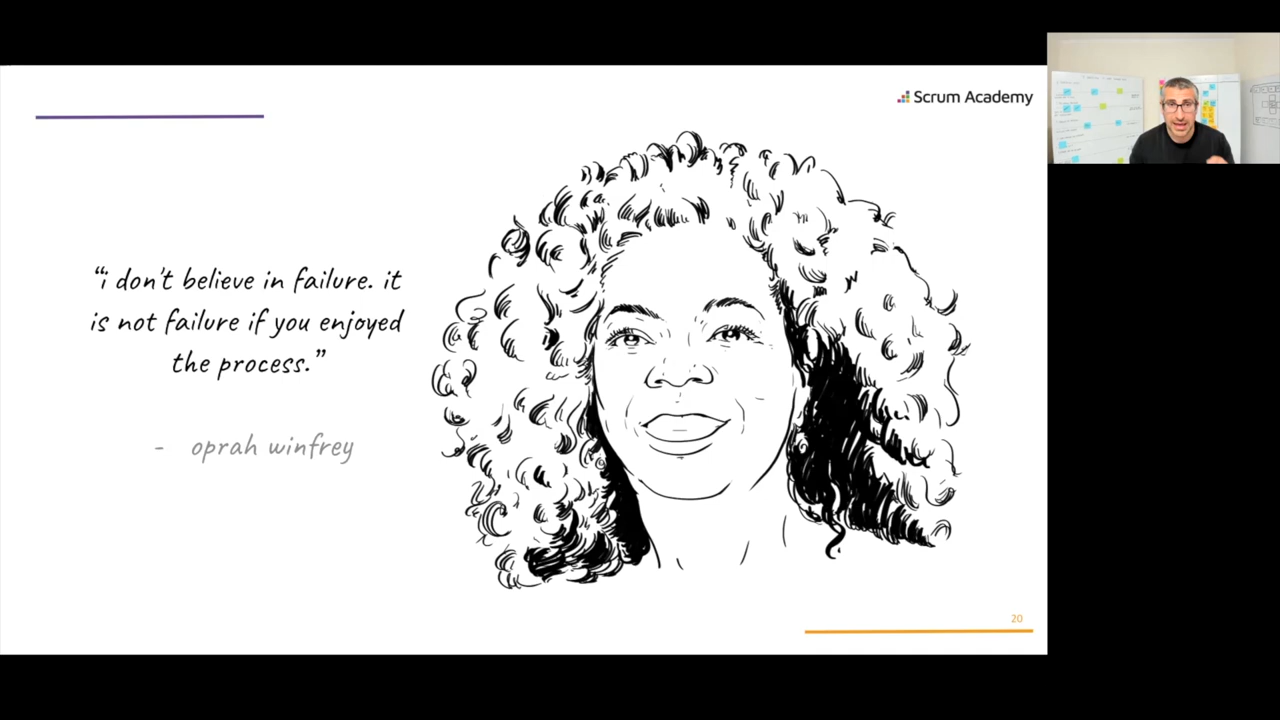 Scrum Academy
“i don't believe in failure. it
is not failure if you enjoyed
the process.”
- oprah winfrey
20